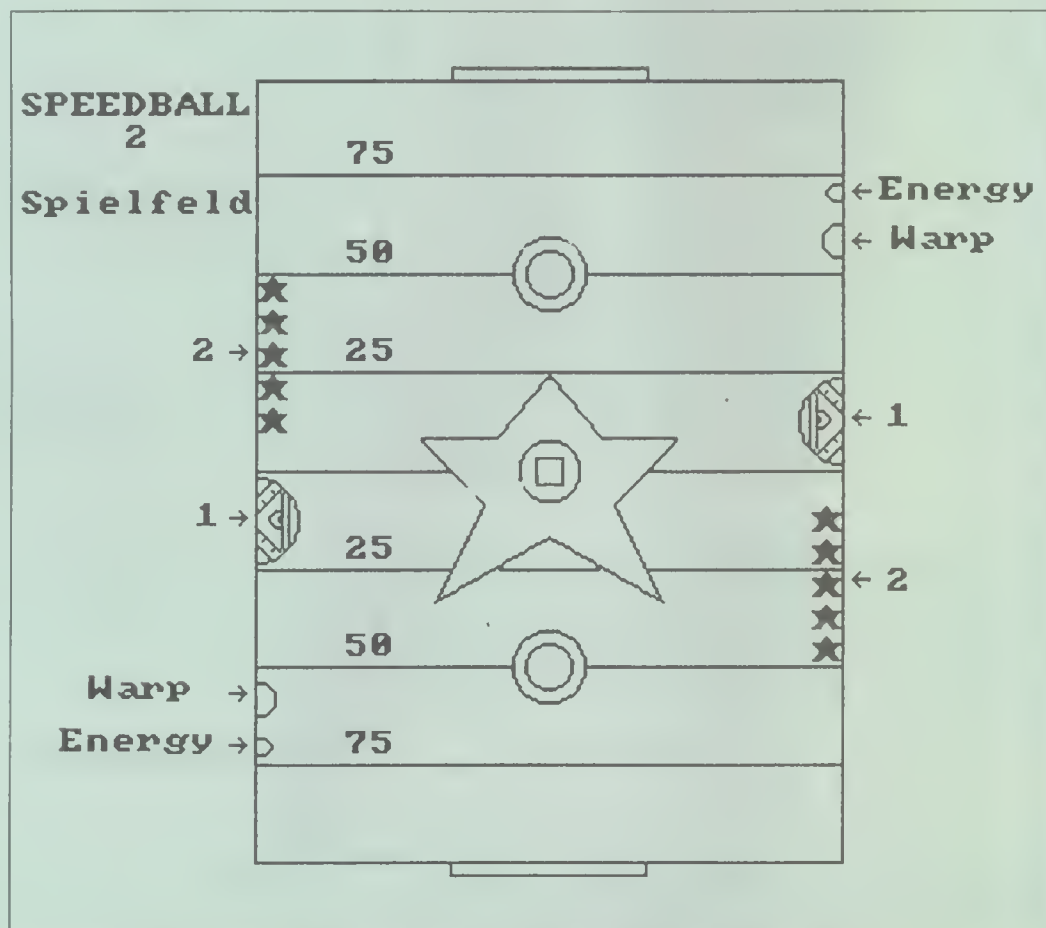 SPEEDBALL
2
75
Spielfeld
←Energy
50
← Warp
2 →
25
← 1
1 →
25
← 2
50
Warp →
Energy →
75